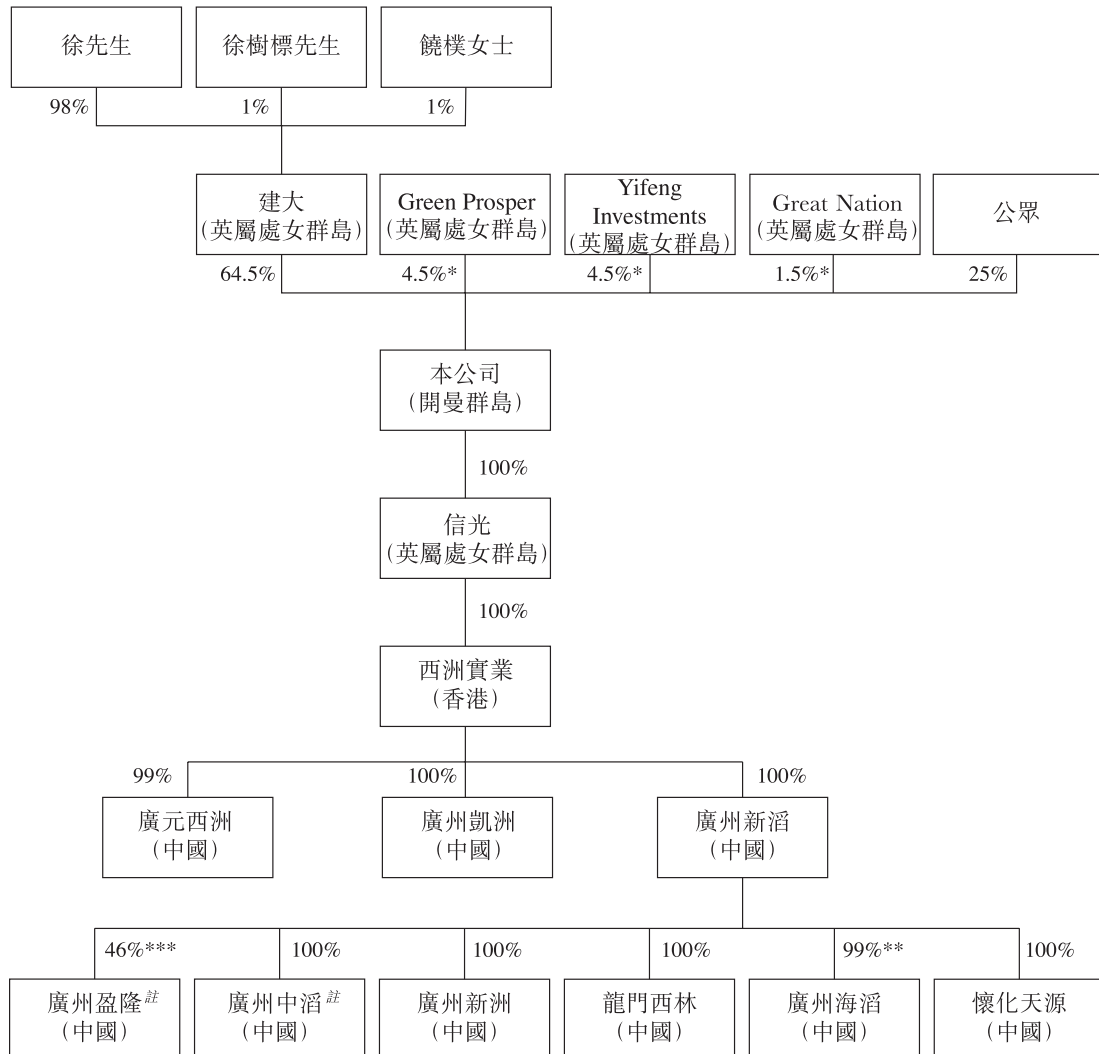 徐先生
徐樹標先生
饒樸女士
98%
1%
1%
建大
(英屬處女群島)
Green Prosper
(英屬處女群島)
Yifeng
Investments
(英屬處女群島)
Great Nation
(英屬處女群島)
公眾
64.5%
4.5%*
4.5%*
1.5%*
25%
本公司
(開曼群島)
100%
信光
(英屬處女群島)
100%
西洲實業
(香港)
99%
100%
100%
廣元西洲
(中國)
廣州凱洲
(中國)
廣州新滔
(中國)
46%***
100%
100%
100%
99%**
100%
廣州盈隆註
(中國)
廣州中滔註
(中國)
廣州新洲
(中國)
龍門西林
(中國)
廣州海滔
(中國)
懷化天源
(中國)